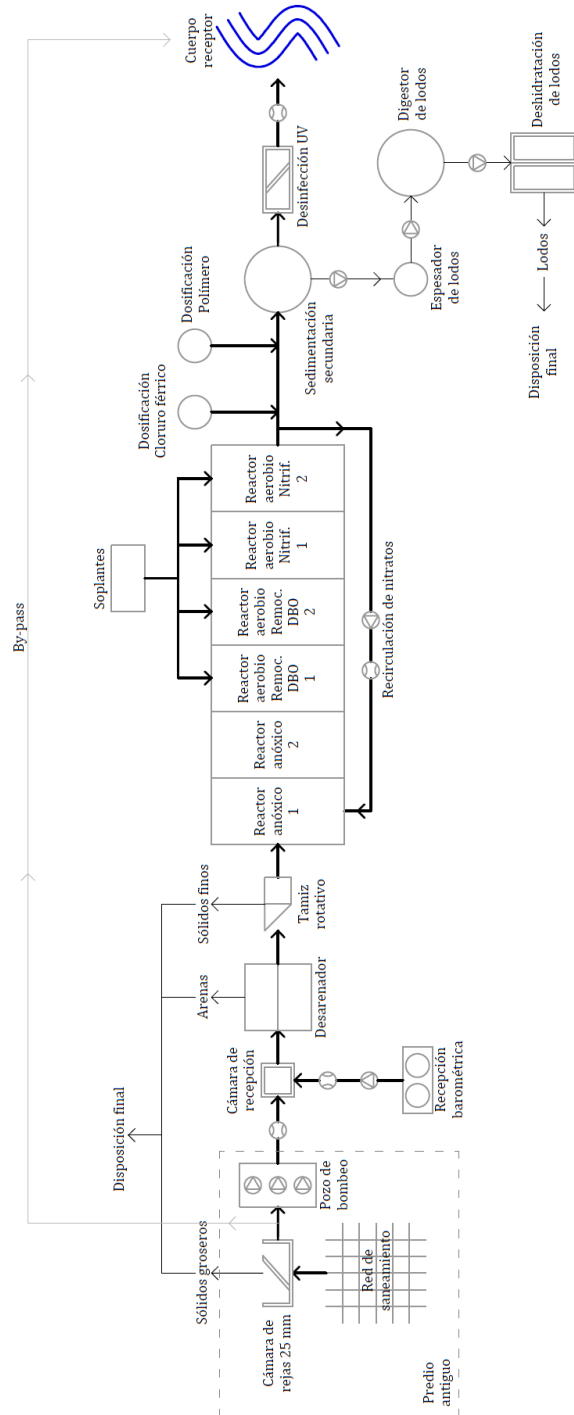 By-pass
Disposición final
Sólidos groseros
Arenas
Sólidos finos
Soplantes
Dosificación
Cloruro férrico
Dosificación
Polímero
Cuerpo
receptor
Cámara de
rejas 25 mm
Red de
saneamiento
Predio
antiguo
Pozo de
bombeo
Cámara de
recepción
Recepción
barométrica
Desarenador
Tamiz
rotativo
Reactor
anóxico
1
Reactor
anóxico
2
Reactor
aerobio
Remoc.
DBO
1
Reactor
aerobio
Remoc.
DBO
2
Reactor
aerobio
Nitrif.
1
Reactor
aerobio
Nitrif.
2
Recirculación de nitratos
Sedimentación
secundaria
Desinfección UV
Espesador
de lodos
Digestor
de lodos
Deshidratación
de lodos
Lodos
Disposición
final